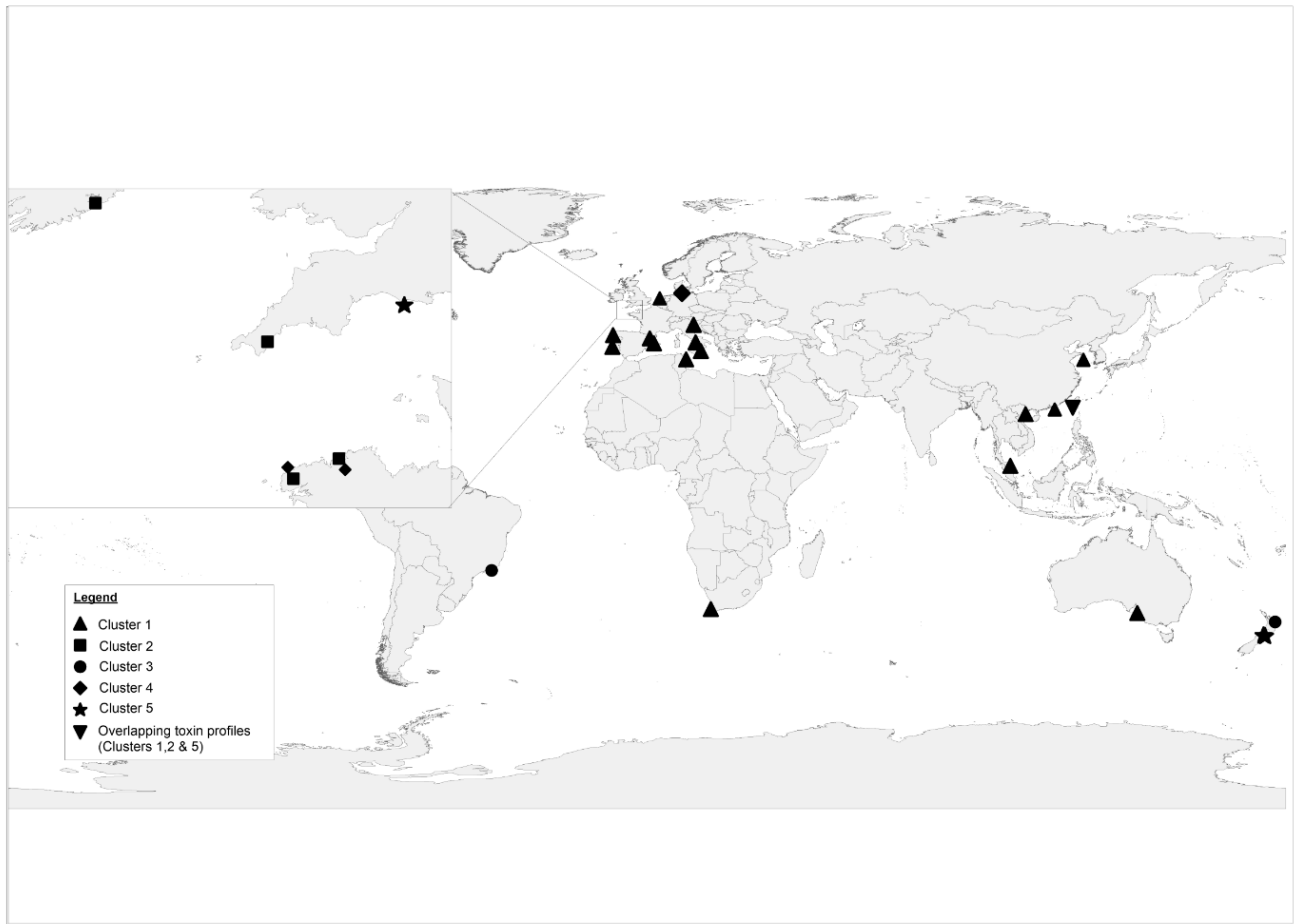 Legend
Cluster 1
Cluster 2
Cluster 3
Cluster 4
Cluster 5
Overlapping toxin profiles
(Clusters 1,2 & 5)